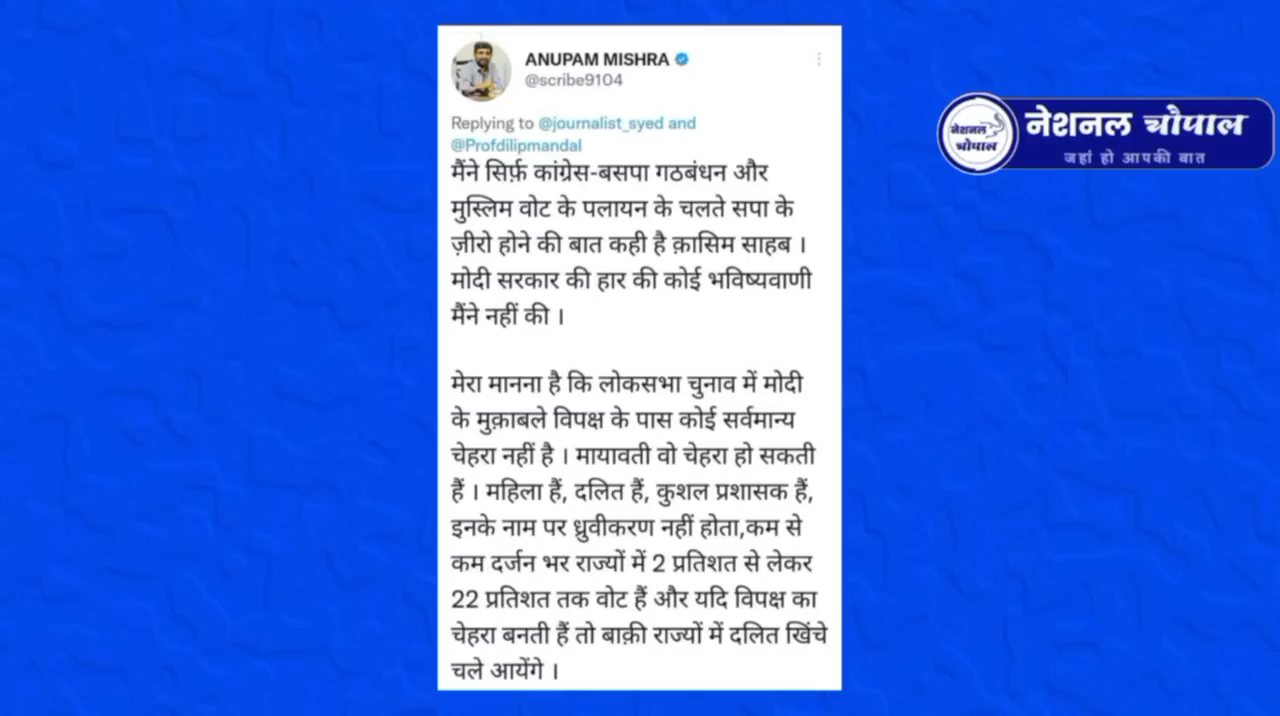 ANUPAM MISHRA
@scribe9104
Replying to @journalist_syed and
@Profdilipmandal
मैंने सिर्फ़ कांग्रेस-बसपा गठबंधन और
मुस्लिम वोट के पलायन के चलते सपा के
ज़ीरो होने की बात कही है क़ासिम साहब ।
मोदी सरकार की हार की कोई भविष्यवाणी
मैंने नहीं की ।
मेरा मानना है कि लोकसभा चुनाव में मोदी
के मुक़ाबले विपक्ष के पास कोई सर्वमान्य
चेहरा नहीं है । मायावती वो चेहरा हो सकती
हैं । महिला हैं, दलित हैं, कुशल प्रशासक हैं,
इनके नाम पर ध्रुवीकरण नहीं होता,कम से
कम दर्जन भर राज्यों में 2 प्रतिशत से लेकर
22 प्रतिशत तक वोट हैं और यदि विपक्ष का
चेहरा बनती हैं तो बाक़ी राज्यों में दलित खिंचे
चले आयेंगे ।
नेशनल चौपाल
नेशनल चौपाल
जहां हो आपकी बात